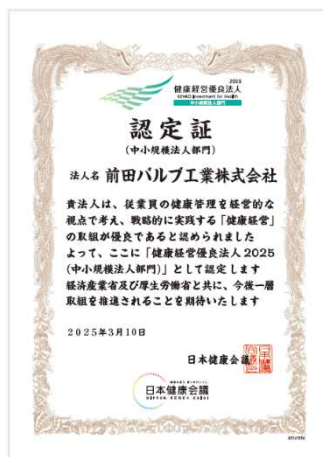 2025
健康経営優良法人
KENKO Investment for Health
中小規模法人部門
認定証
(中小規模法人部門)
法人名 前田バルブ工業株式会社
貴法人は、従業員の健康管理を経営的な
視点で考え、戦略的に実践する「健康経営」
の取組が優良であると認められました
よって、ここに「健康経営優良法人2025
(中小規模法人部門)」として認定します
経済産業省及び厚生労働省と共に、今後一層
取組を推進されることを期待いたします
2025年3月10日
日本健康会議
日本健康会議
NIPPON KENKO KAIGI